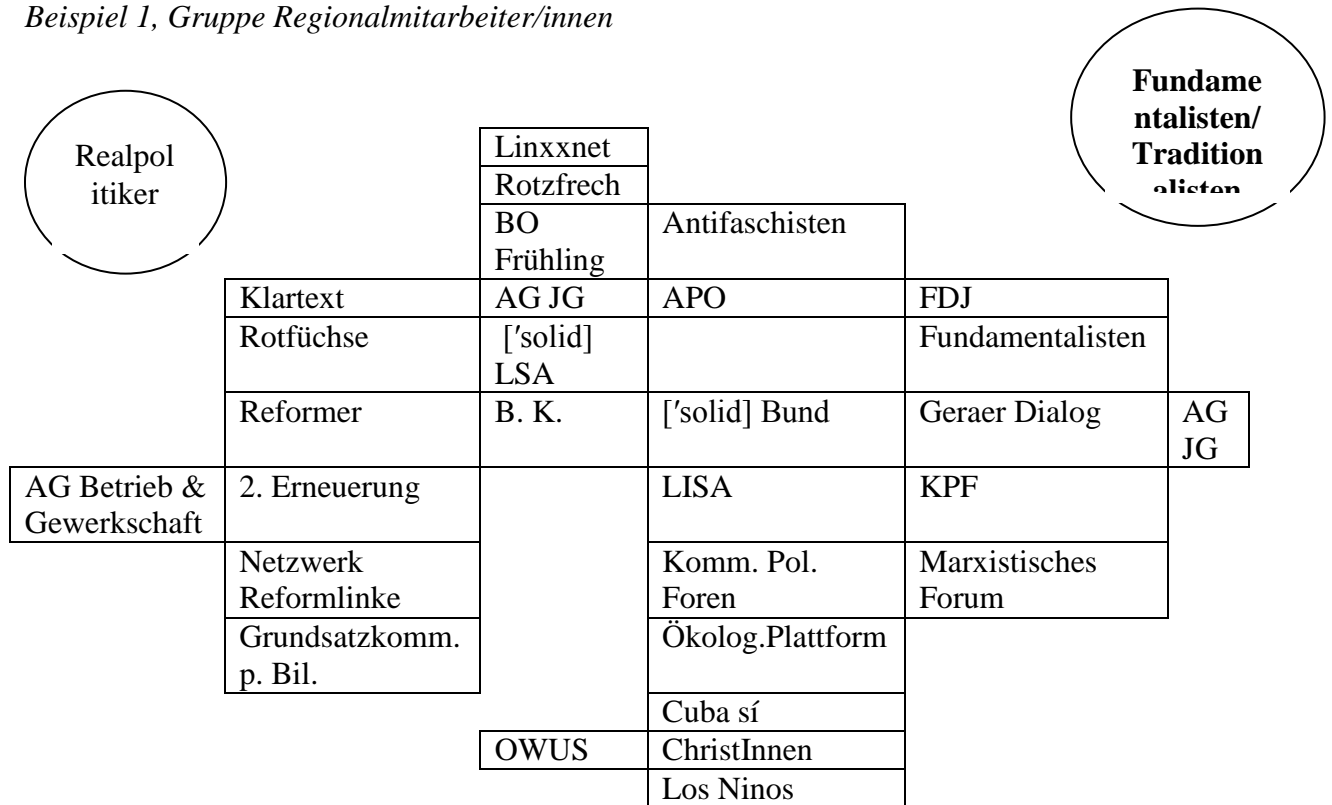 Beispiel 1, Gruppe Regionalmitarbeiter/innen
Fundame
ntalisten/
Tradition
alisten
Realpol
itiker
Linxxnet
Rotzfrech
BO
Frühling
Antifaschisten
Klartext
AG JG
APO
FDJ
Rotfüchse
['solid]
LSA
Fundamentalisten
Reformer
B. K.
['solid] Bund
Geraer Dialog
AG
JG
AG Betrieb &
Gewerkschaft
2. Erneuerung
LISA
KPF
Netzwerk
Reformlinke
Komm. Pol.
Foren
Marxistisches
Forum
Grundsatzkomm.
p. Bil.
Ökolog.Plattform
Cuba sí
OWUS
ChristInnen
Los Ninos